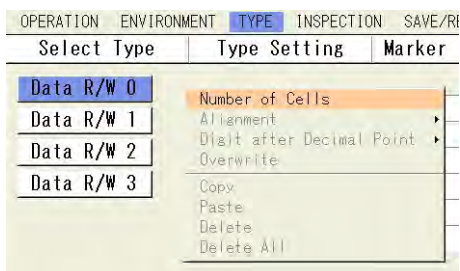 OPERATION ENVIRONMENT TYPE INSPECTION SAVE/RE
Select Type Type Setting Marker
Data R/W 0
Data R/W 1
Data R/W 2
Data R/W 3
Number of Cells
Alignment
Digit after Decimal Point
Overwrite
Copy
Paste
Delete
Delete All